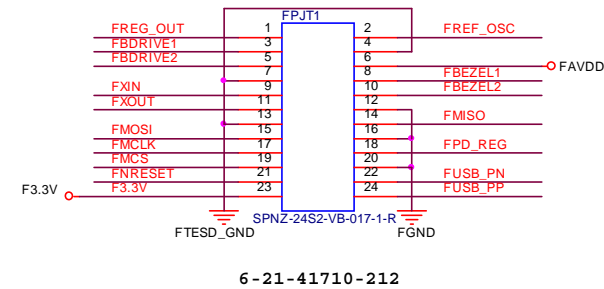 FPJT1
FREG_OUT 1 2 FREF_OSC
FBDRIVE1 3 4
FBDRIVE2 5 6 FAVDD
7 8 FBEZEL1
FXIN 9 10 FBEZEL2
FXOUT 11 12
13 14 FMISO
FMOSI 15 16
FMCLK 17 18 FPD_REG
FMCS 19 20
FNRESET 21 22 FUSB_PN
F3.3V F3.3V 23 24 FUSB_PP
SPNZ-24S2-VB-017-1-R
FTESD_GND FGND
6-21-41710-212